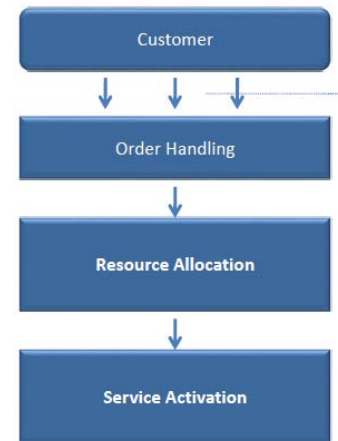 Customer
Order Handling
Resource Allocation
Service Activation